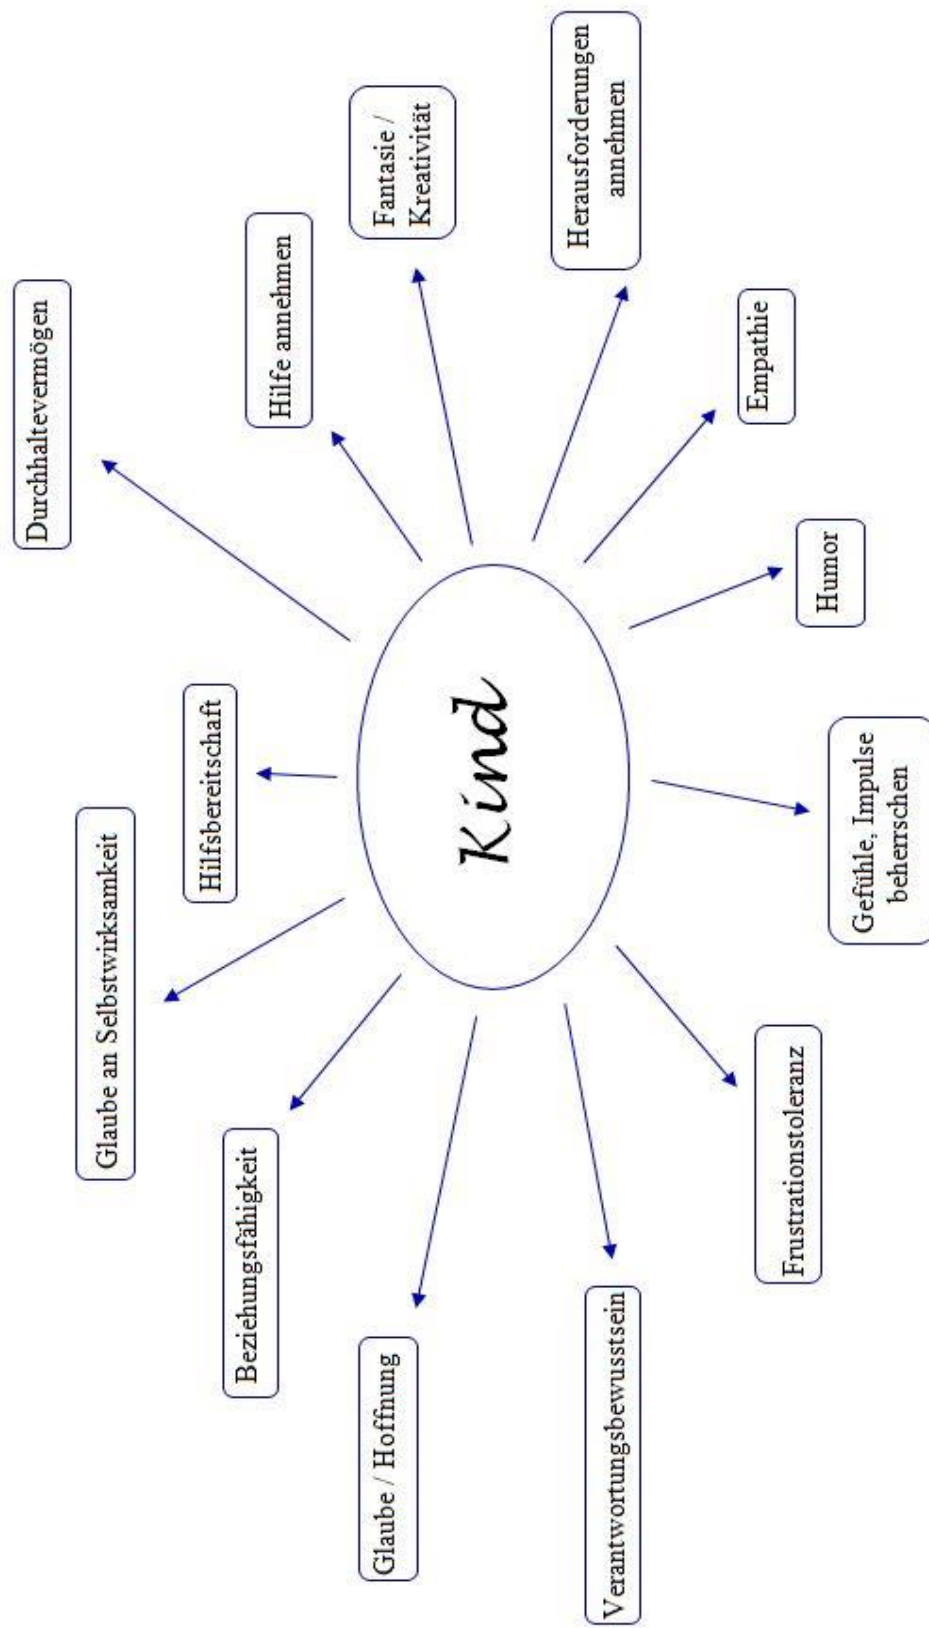 Durchhaltevermögen
Glaube an Selbstwirksamkeit
Hilfsbereitschaft
Beziehungsfähigkeit
Hilfe annehmen
Glaube / Hoffnung
Fantasie /
Kreativität
Kind
Herausforderungen
annehmen
Verantwortungsbewusstsein
Empathie
Frustrationstoleranz
Humor
Gefühle, Impulse
beherrschen